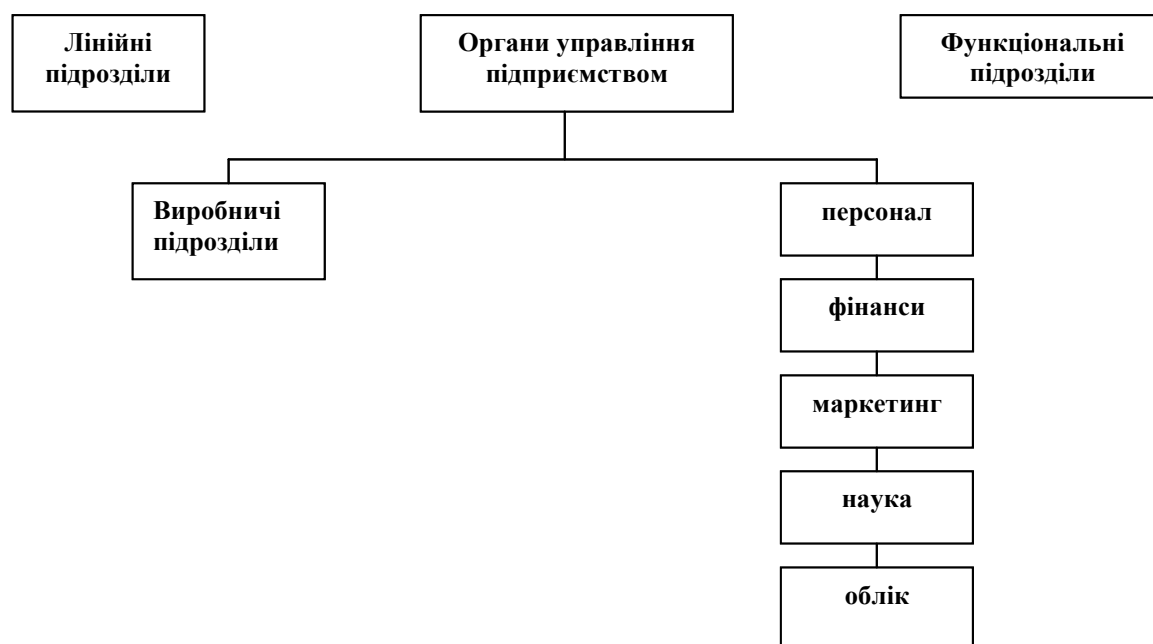 Лінійні
підрозділи
Органи управління
підприємством
Функціональні
підрозділи
Виробничі
підрозділи
персонал
фінанси
маркетинг
наука
облік